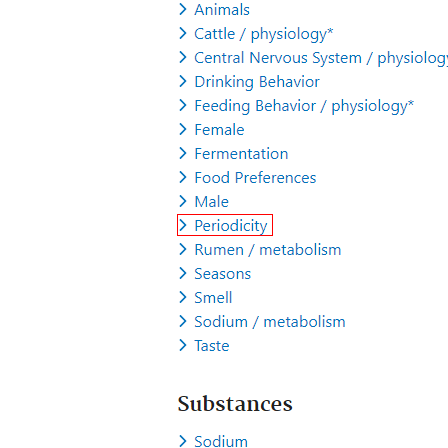 Animals
Cattle / physiology*
Central Nervous System / physiology
Drinking Behavior
Feeding Behavior / physiology*
Female
Fermentation
Food Preferences
Male
Periodicity
Rumen / metabolism
Seasons
Smell
Sodium / metabolism
Taste
Substances
Sodium